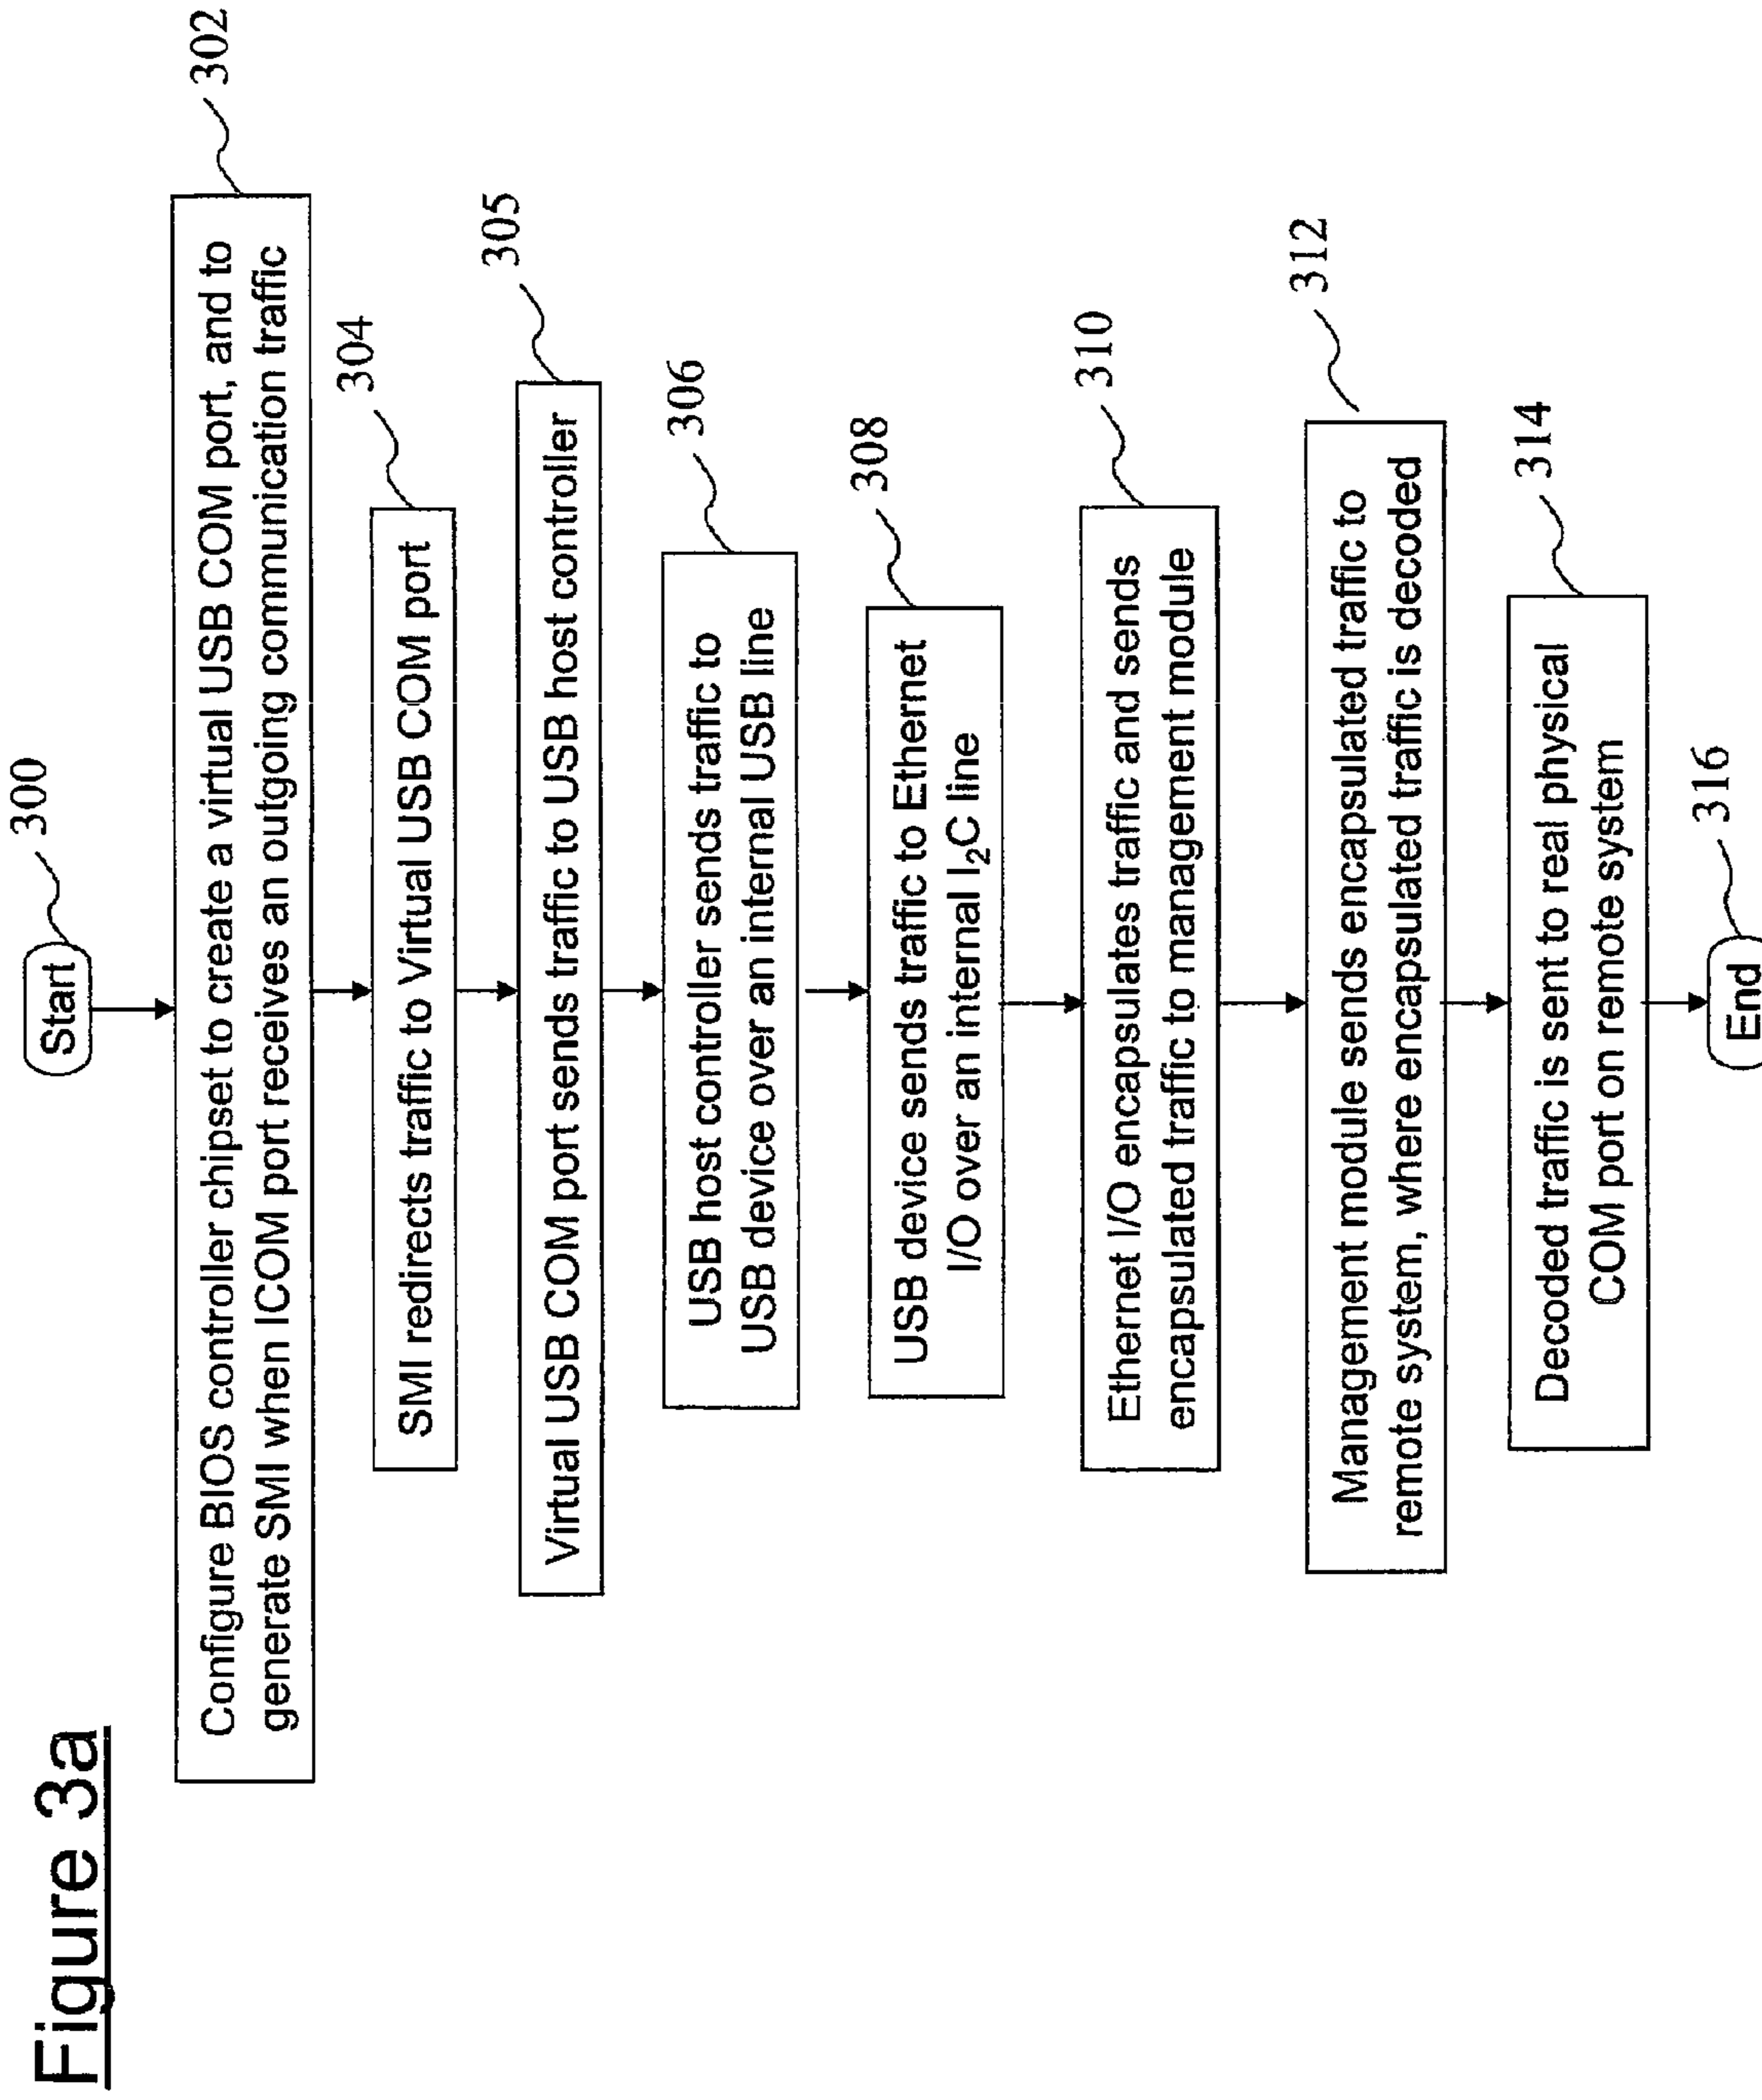 Figure 3a
300
Start
302
Configure BIOS controller chipset to create a virtual USB COM port, and to
generate SMI when ICOM port receives an outgoing communication traffic
304
SMI redirects traffic to Virtual USB COM port
305
Virtual USB COM port sends traffic to USB host controller
306
USB host controller sends traffic to
USB device over an internal USB line
308
USB device sends traffic to Ethernet
I/O over an internal I₂C line
310
Ethernet I/O encapsulates traffic and sends
encapsulated traffic to management module
312
Management module sends encapsulated traffic to
remote system, where encapsulated traffic is decoded
314
Decoded traffic is sent to real physical
COM port on remote system
316
End